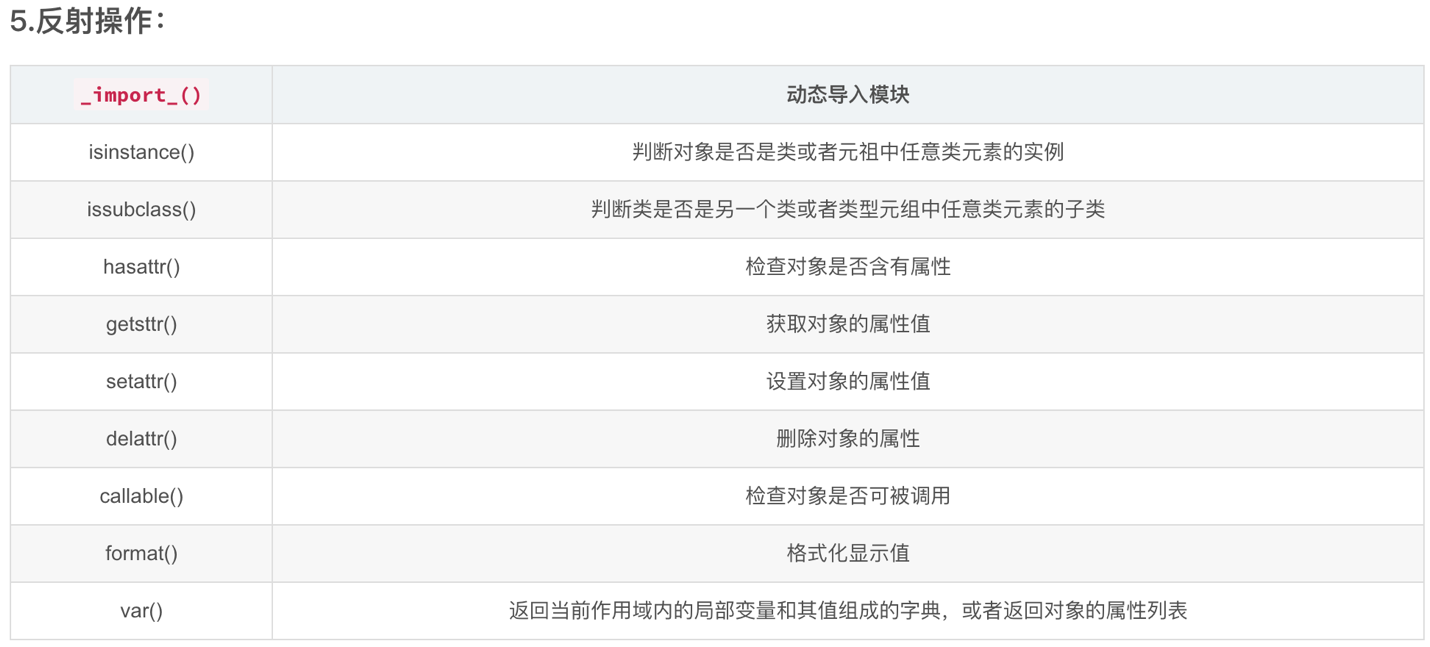 5.反射操作：
_import_() 动态导入模块
isinstance() 判断对象是否是类或者元祖中任意类元素的实例
issubclass() 判断类是否是另一个类或者类型元组中任意类元素的子类
hasattr() 检查对象是否含有属性
getsttr() 获取对象的属性值
setattr() 设置对象的属性值
delattr() 删除对象的属性
callable() 检查对象是否可被调用
format() 格式化显示值
var() 返回当前作用域内的局部变量和其值组成的字典，或者返回对象的属性列表